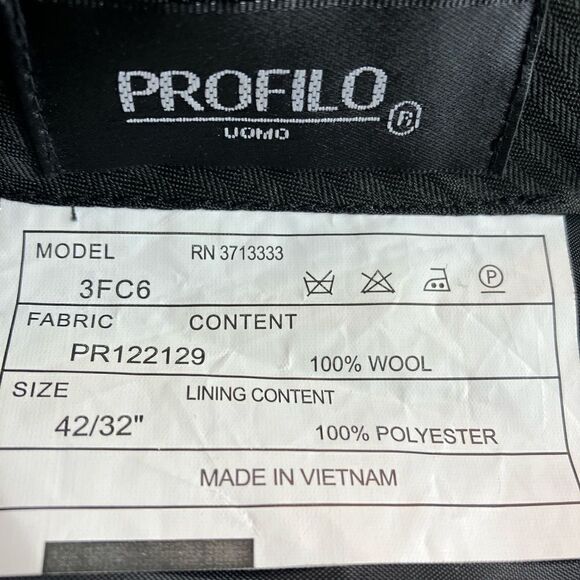 PROFILO
UOMO
MODEL RN 3713333
3FC6
P
FABRIC CONTENT
PR122129 100% WOOL
SIZE LINING CONTENT
42/32" 100% POLYESTER
MADE IN VIETNAM